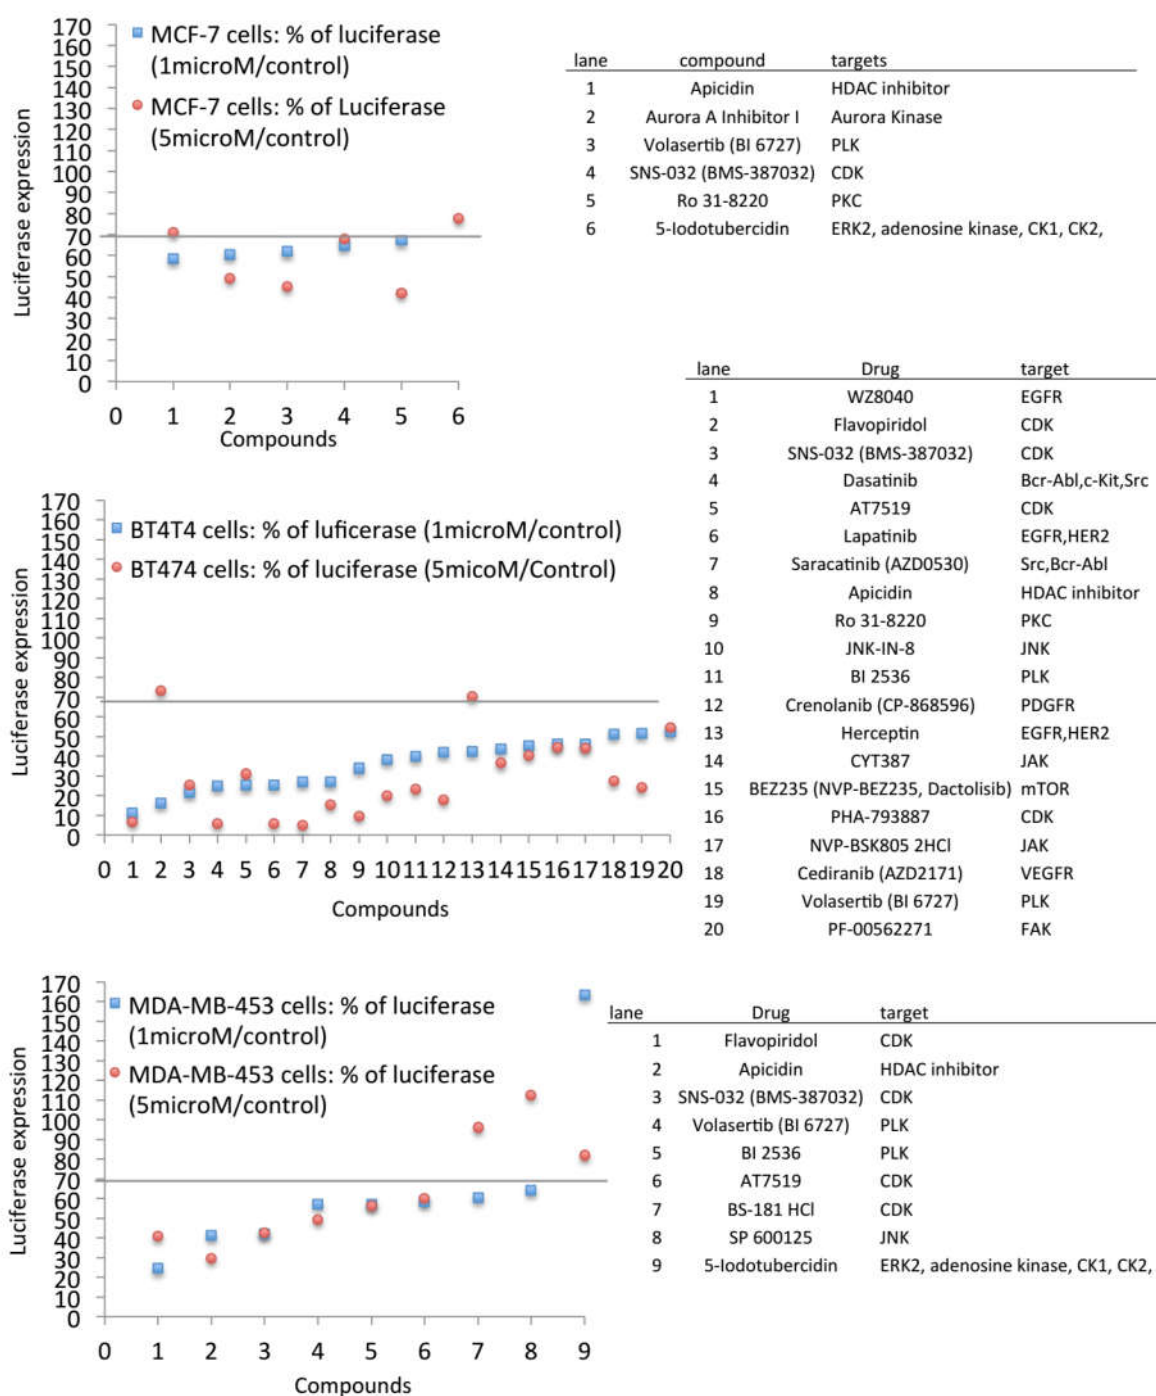 170
160
150
140
130
120
110
100
90
80
70
60
50
40
30
20
10
0
Luciferase expression
MCF-7 cells: % of luciferase
(1microM/control)
MCF-7 cells: % of Luciferase
(5microM/control)
0 1 2 3 4 5 6
Compounds
lane compound targets
1 Apicidin HDAC inhibitor
2 Aurora A Inhibitor I Aurora Kinase
3 Volasertib (BI 6727) PLK
4 SNS-032 (BMS-387032) CDK
5 Ro 31-8220 PKC
6 5-Iodotubercidin ERK2, adenosine kinase, CK1, CK2,
170
160
150
140
130
120
110
100
90
80
70
60
50
40
30
20
10
0
Luciferase expression
BT4T4 cells: % of luficerase (1microM/control)
BT474 cells: % of luciferase (5micoM/Control)
0 1 2 3 4 5 6 7 8 9 10 11 12 13 14 15 16 17 18 19 20
Compounds
lane Drug target
1 WZ8040 EGFR
2 Flavopiridol CDK
3 SNS-032 (BMS-387032) CDK
4 Dasatinib Bcr-Abl,c-Kit,Src
5 AT7519 CDK
6 Lapatinib EGFR,HER2
7 Saracatinib (AZD0530) Src,Bcr-Abl
8 Apicidin HDAC inhibitor
9 Ro 31-8220 PKC
10 JNK-IN-8 JNK
11 BI 2536 PLK
12 Crenolanib (CP-868596) PDGFR
13 Herceptin EGFR,HER2
14 CYT387 JAK
15 BEZ235 (NVP-BEZ235, Dactolisib) mTOR
16 PHA-793887 CDK
17 NVP-BSK805 2HCl JAK
18 Cediranib (AZD2171) VEGFR
19 Volasertib (BI 6727) PLK
20 PF-00562271 FAK
170
160
150
140
130
120
110
100
90
80
70
60
50
40
30
20
10
0
Luciferase expression
MDA-MB-453 cells: % of luciferase
(1microM/control)
MDA-MB-453 cells: % of luciferase
(5microM/control)
0 1 2 3 4 5 6 7 8 9
Compounds
lane Drug target
1 Flavopiridol CDK
2 Apicidin HDAC inhibitor
3 SNS-032 (BMS-387032) CDK
4 Volasertib (BI 6727) PLK
5 BI 2536 PLK
6 AT7519 CDK
7 BS-181 HCl CDK
8 SP 600125 JNK
9 5-Iodotubercidin ERK2, adenosine kinase, CK1, CK2,